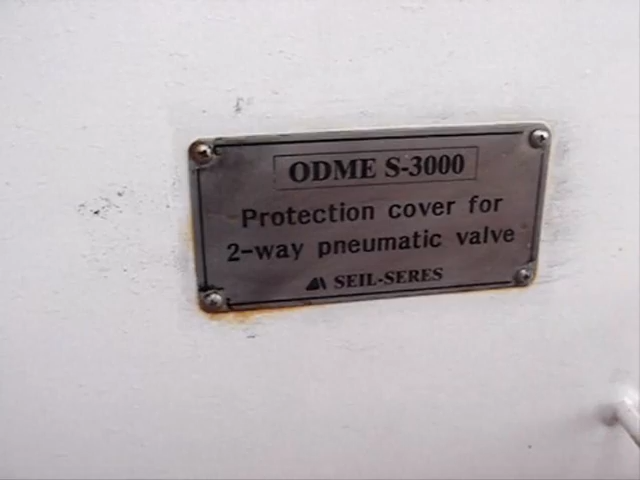 ODME S-3000
Protection cover for
2-way pneumatic valve
SEIL-SERES